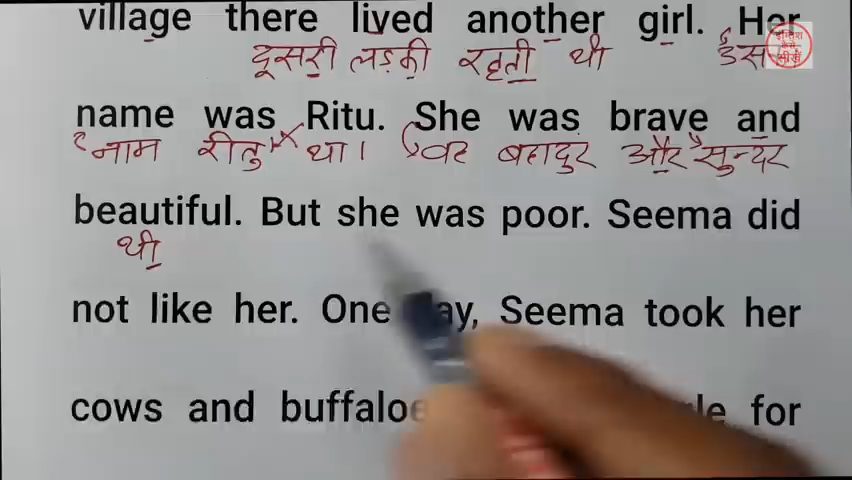 village there lived another girl. Her
दूसरी लड़की रहती थी उस
name was Ritu. She was brave and
नाम रीतु था। वह बहादुर और सुन्दर
beautiful. But she was poor. Seema did
थी
not like her. One day, Seema took her
cows and buffaloe for